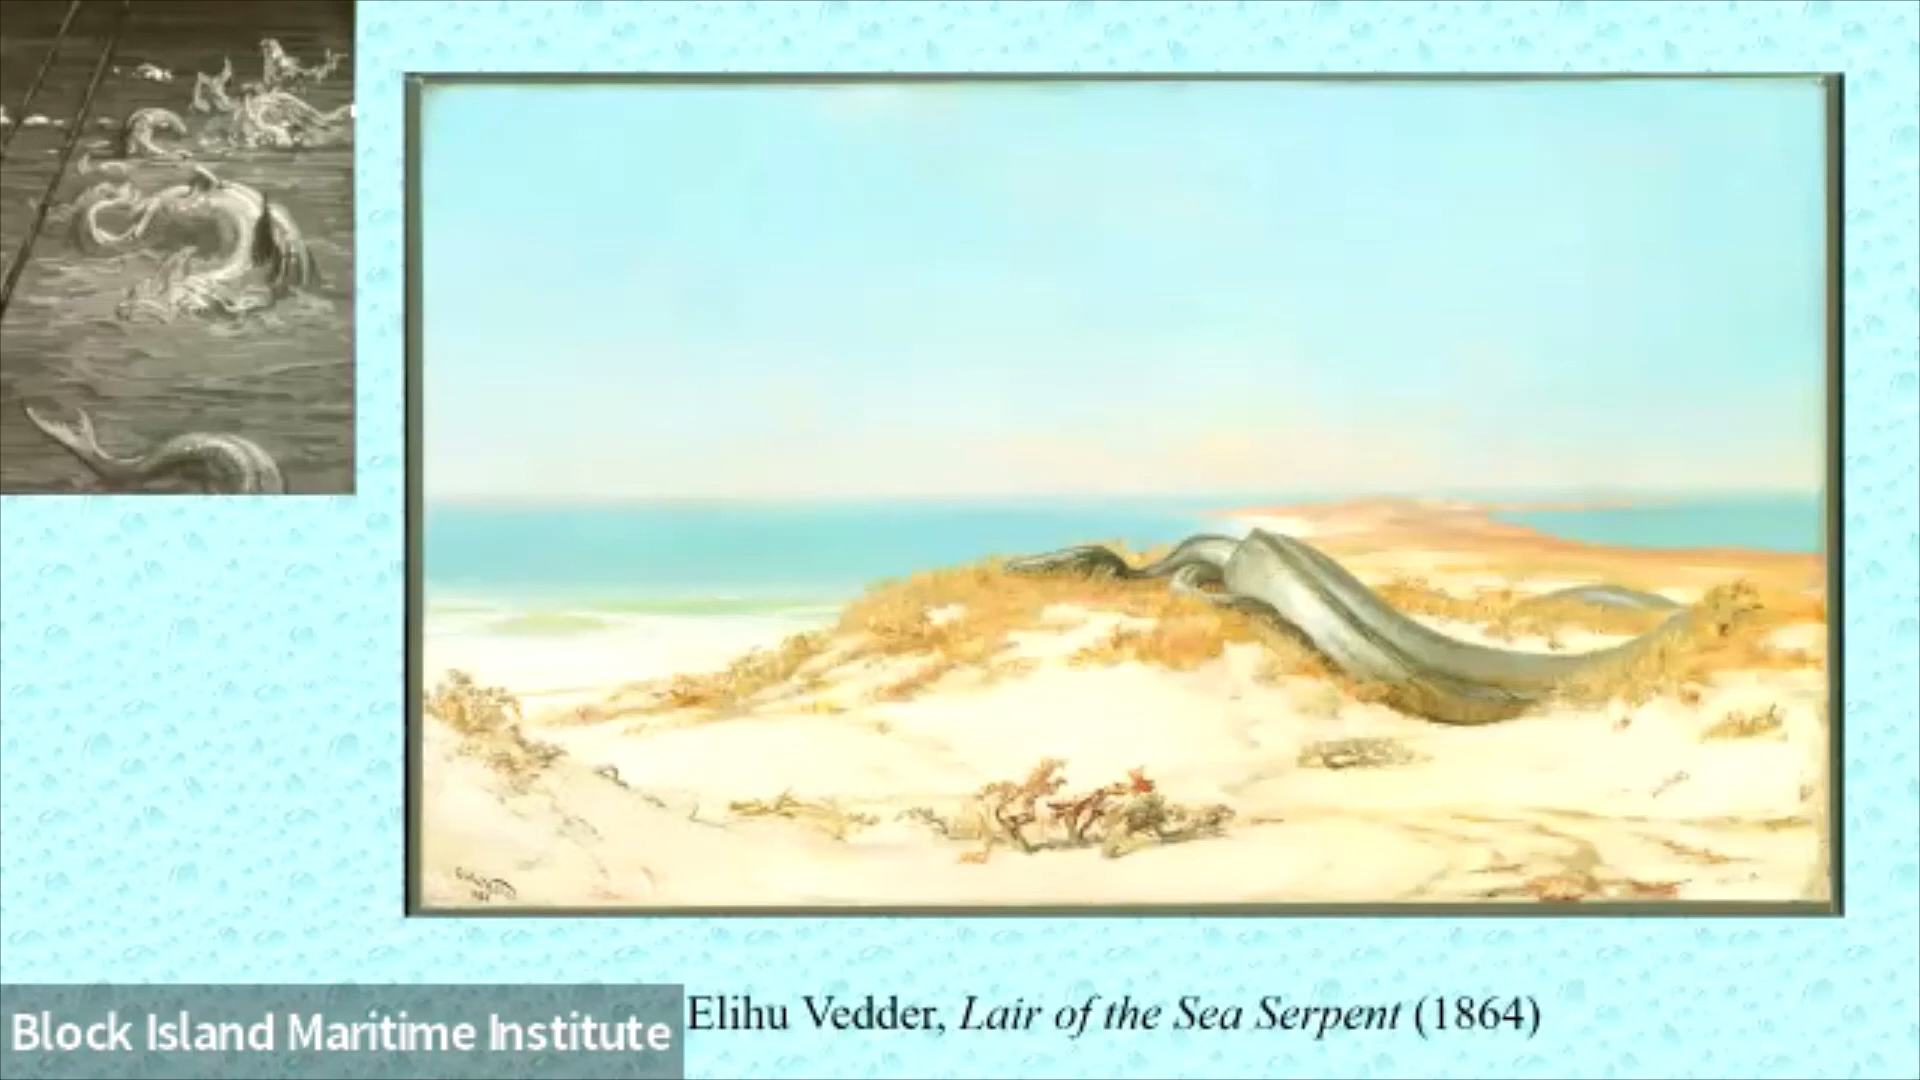 Elihu Vedder, Lair of the Sea Serpent (1864)
Block Island Maritime Institute